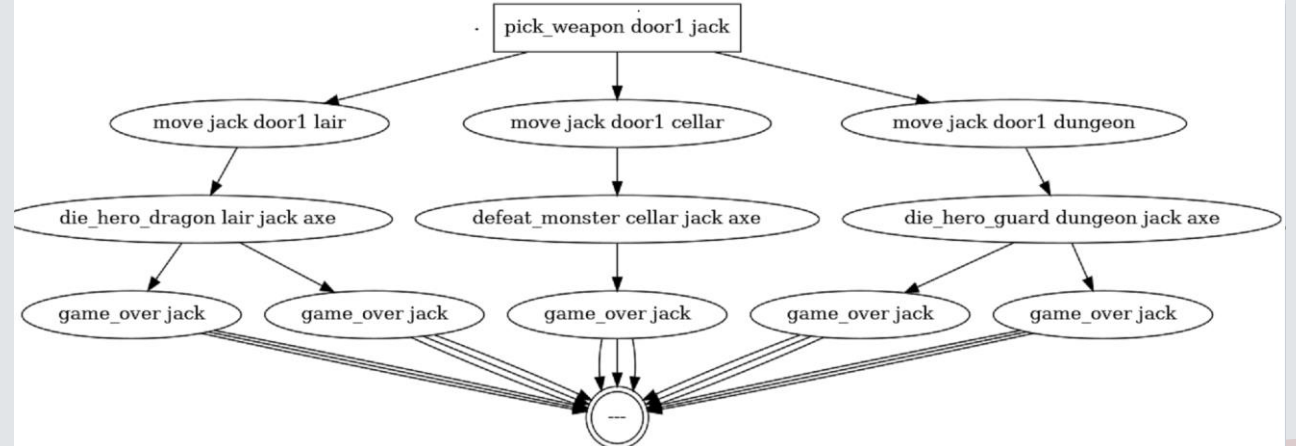 pick_weapon door1 jack
move jack door1 lair
move jack door1 cellar
move jack door1 dungeon
die_hero_dragon lair jack axe
defeat_monster cellar jack axe
die_hero_guard dungeon jack axe
game_over jack
game_over jack
game_over jack
game_over jack
game_over jack
---